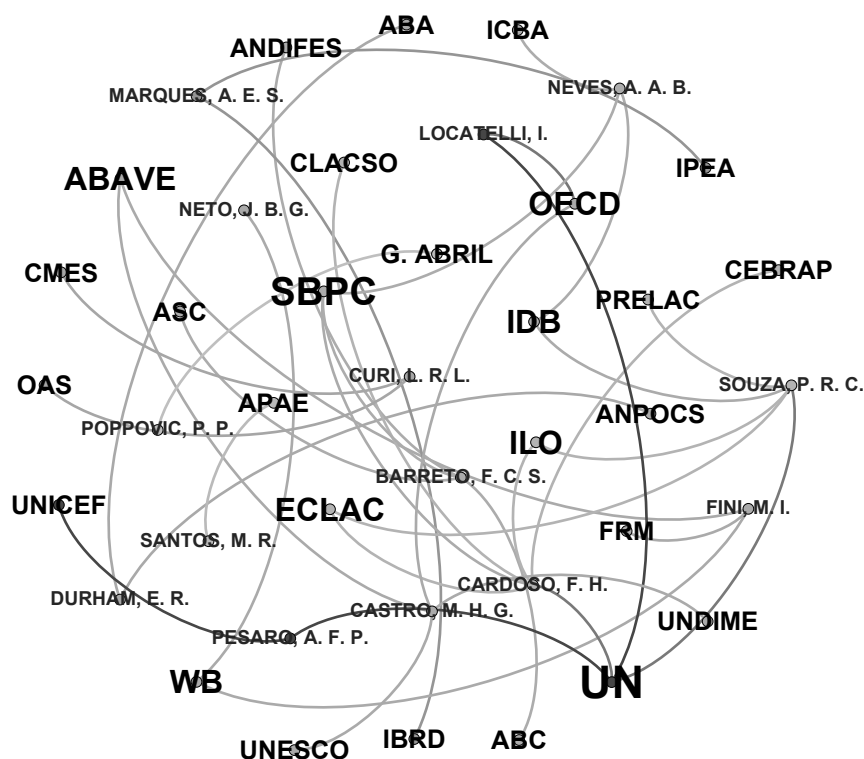 ABA
ICBA
ANDIFES
NEVES, A. A. B.
MARQUES, A. E. S.
LOCATELLI, I.
CLACSO
IPEA
ABAVE
OECD
NETO, J. B. G.
G. ABRIL
CMES
CEBRAP
SBPC
PRELAC
ASC
IDB
CURI, L. R. L.
OAS
SOUZA, P. R. C.
APAE
ANPOCS
POPPOVIC, P. P.
ILO
BARRETO, F. C. S.
UNICEF
ECLAC
FINI, M. I.
FRM
SANTOS, M. R.
CARDOSO, F. H.
DURHAM, E. R.
CASTRO, M. H. G.
UNDIME
PESARO, A. F. P.
WB
UN
UNESCO
IBRD
ABC